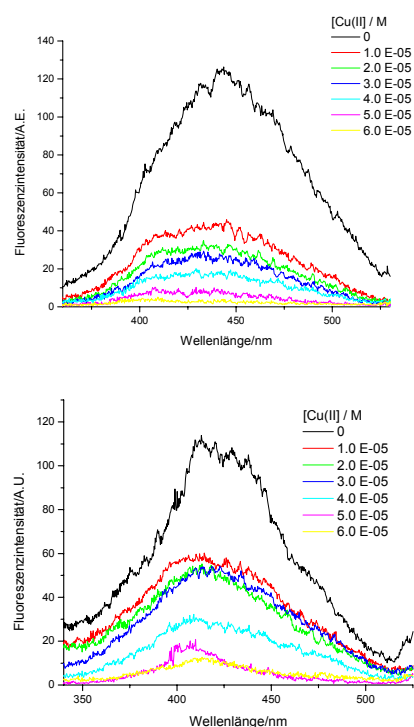 [Cu(II] / M
0
1.0 E-05
2.0 E-05
3.0 E-05
4.0 E-05
5.0 E-05
6.0 E-05
Fluoreszenzintensität/A.E.
140
120
100
80
60
40
20
0
400 450 500
Wellenlänge/nm
[Cu(II] / M
0
1.0 E-05
2.0 E-05
3.0 E-05
4.0 E-05
5.0 E-05
6.0 E-05
Fluoreszenzintensität/A.U.
120
100
80
60
40
20
0
350 400 450 500
Wellenlänge/nm